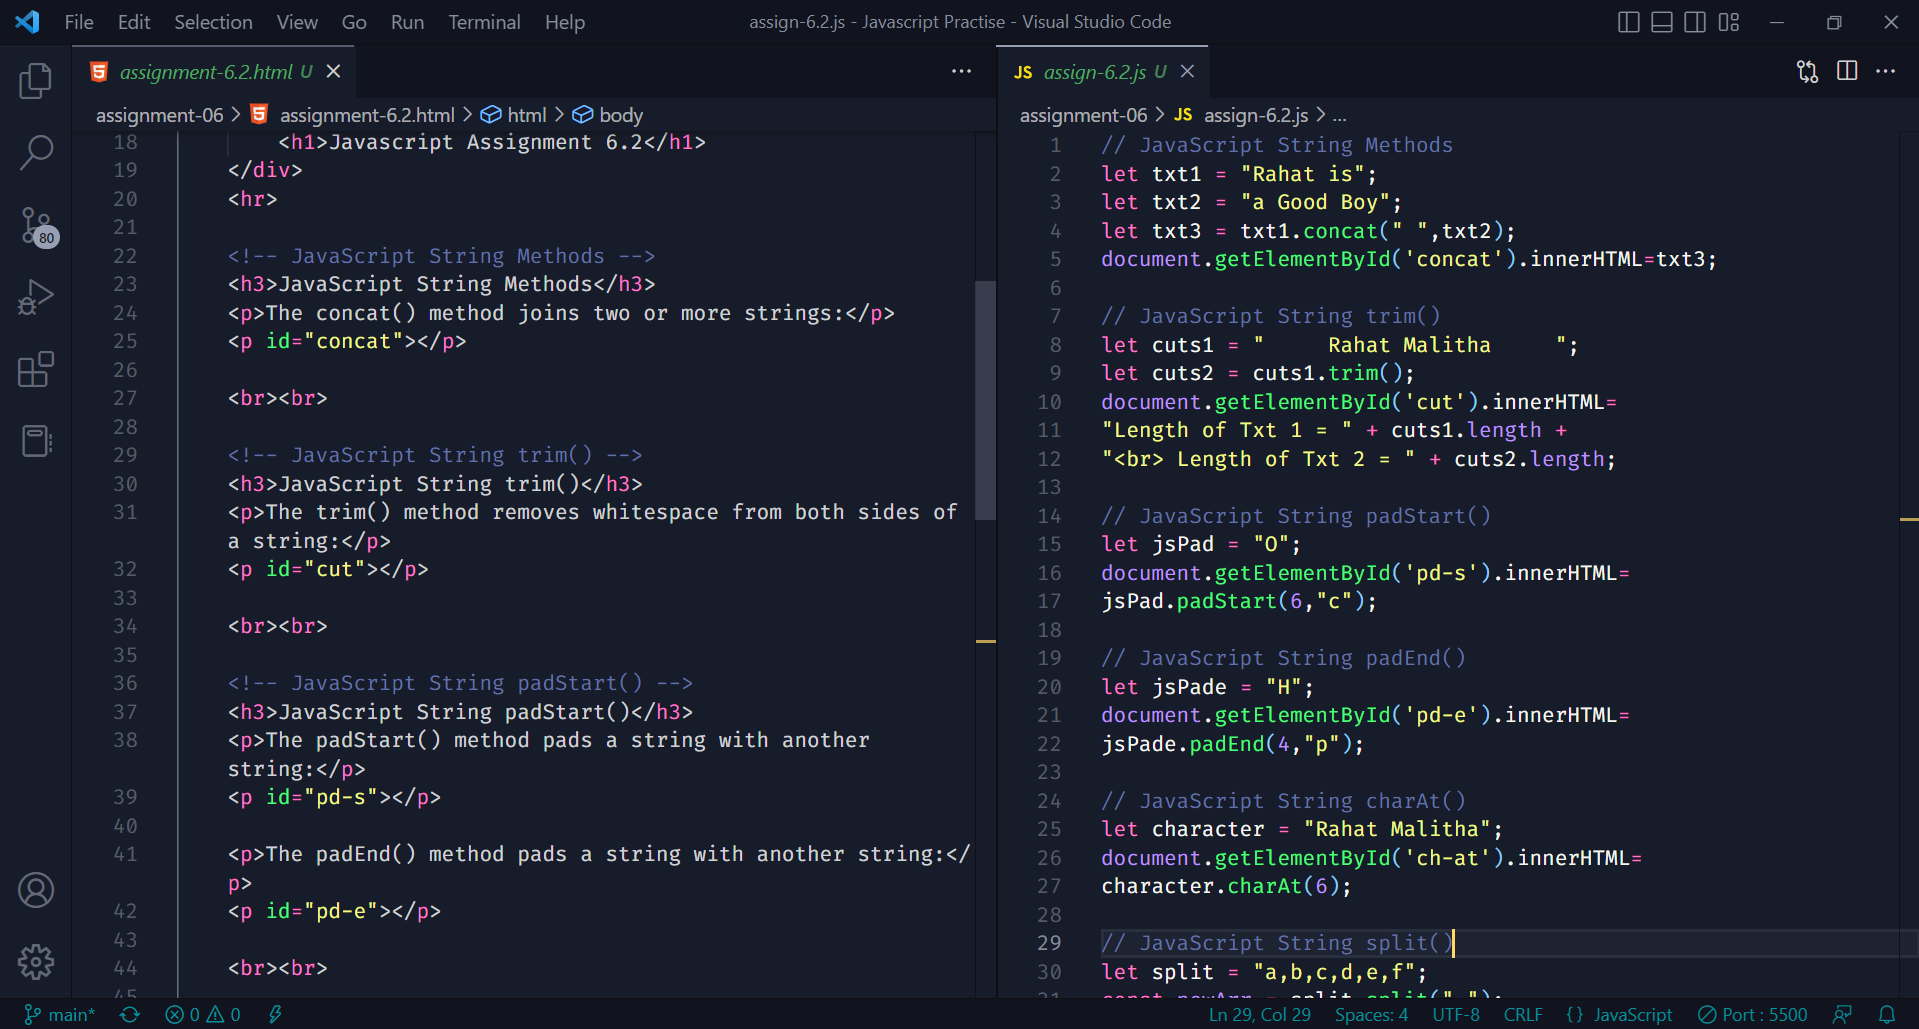 File Edit Selection View Go Run Terminal Help assign-6.2.js - Javascript Practise - Visual Studio Code
assignment-6.2.html U
assignment-06 > assignment-6.2.html > html > body
18 <h1>Javascript Assignment 6.2</h1>
19 </div>
20 <hr>
21
22 <!-- JavaScript String Methods -->
23 <h3>JavaScript String Methods</h3>
24 <p>The concat() method joins two or more strings:</p>
25 <p id="concat"></p>
26
27 <br><br>
28
29 <!-- JavaScript String trim() -->
30 <h3>JavaScript String trim()</h3>
31 <p>The trim() method removes whitespace from both sides of
a string:</p>
32 <p id="cut"></p>
33
34 <br><br>
35
36 <!-- JavaScript String padStart() -->
37 <h3>JavaScript String padStart()</h3>
38 <p>The padStart() method pads a string with another
string:</p>
39 <p id="pd-s"></p>
40
41 <p>The padEnd() method pads a string with another string:</
p>
42 <p id="pd-e"></p>
43
44 <br><br>
45
JS assign-6.2.js U
assignment-06 > JS assign-6.2.js > ...
1 // JavaScript String Methods
2 let txt1 = "Rahat is";
3 let txt2 = "a Good Boy";
4 let txt3 = txt1.concat(" ",txt2);
5 document.getElementById('concat').innerHTML=txt3;
6
7 // JavaScript String trim()
8 let cuts1 = "     Rahat Malitha     ";
9 let cuts2 = cuts1.trim();
10 document.getElementById('cut').innerHTML=
11 "Length of Txt 1 = " + cuts1.length +
12 "<br> Length of Txt 2 = " + cuts2.length;
13
14 // JavaScript String padStart()
15 let jsPad = "O";
16 document.getElementById('pd-s').innerHTML=
17 jsPad.padStart(6,"c");
18
19 // JavaScript String padEnd()
20 let jsPade = "H";
21 document.getElementById('pd-e').innerHTML=
22 jsPade.padEnd(4,"p");
23
24 // JavaScript String charAt()
25 let character = "Rahat Malitha";
26 document.getElementById('ch-at').innerHTML=
27 character.charAt(6);
28
29 // JavaScript String split()
30 let split = "a,b,c,d,e,f";
31 const newArr = split.split(",");
80
main* 0 0 Ln 29, Col 29 Spaces: 4 UTF-8 CRLF {} JavaScript Port : 5500